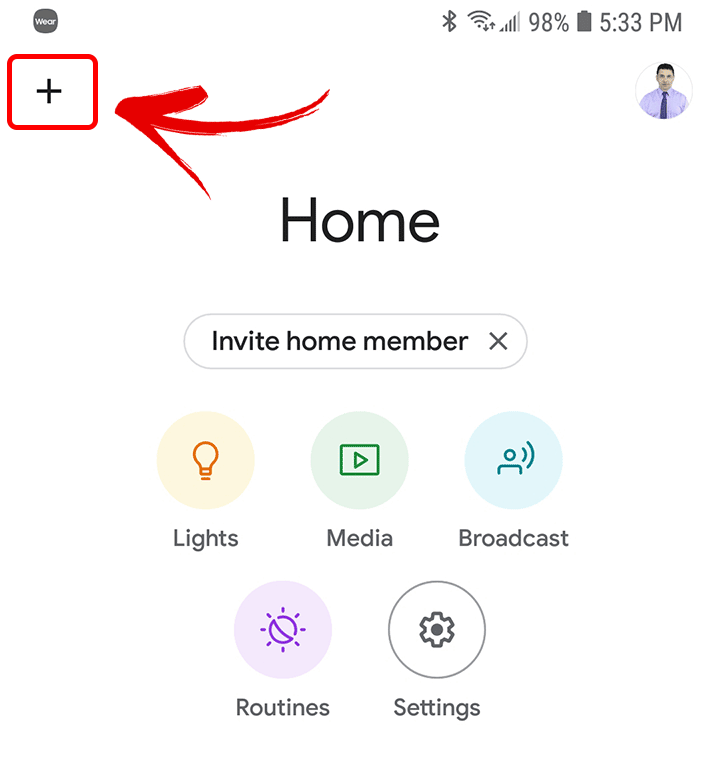 Wear 98% 5:33 PM
+
Home
Invite home member
Lights Media Broadcast
Routines Settings